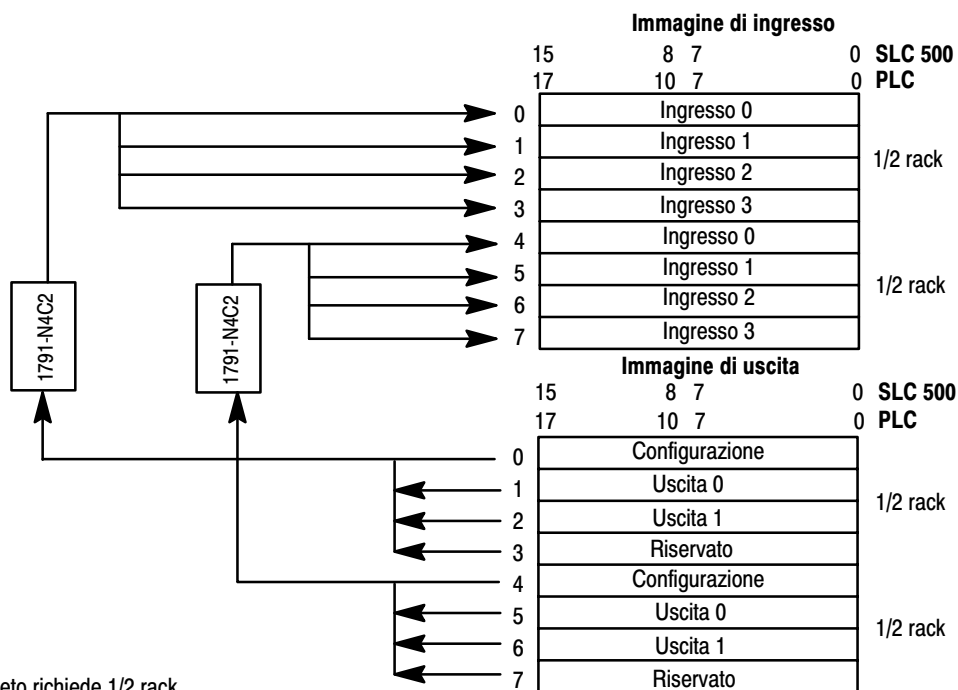 Immagine di ingresso
15 8 7 0 SLC 500
17 10 7 0 PLC
0 Ingresso 0
1 Ingresso 1
2 Ingresso 2
3 Ingresso 3
1/2 rack
4 Ingresso 0
5 Ingresso 1
6 Ingresso 2
7 Ingresso 3
1/2 rack
1791-N4C2
1791-N4C2
Immagine di uscita
15 8 7 0 SLC 500
17 10 7 0 PLC
0 Configurazione
1 Uscita 0
2 Uscita 1
3 Riservato
1/2 rack
4 Configurazione
5 Uscita 0
6 Uscita 1
7 Riservato
1/2 rack
richiede 1/2 rack